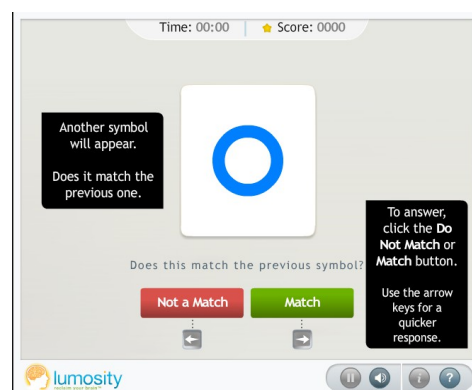 Time: 00:00
Score: 0000
Another symbol
will appear.
Does it match the
previous one.
To answer,
click the Do
Not Match or
Match button.
Use the arrow
keys for a
quicker
response.
Does this match the previous symbol?
Not a Match
Match
lumosity